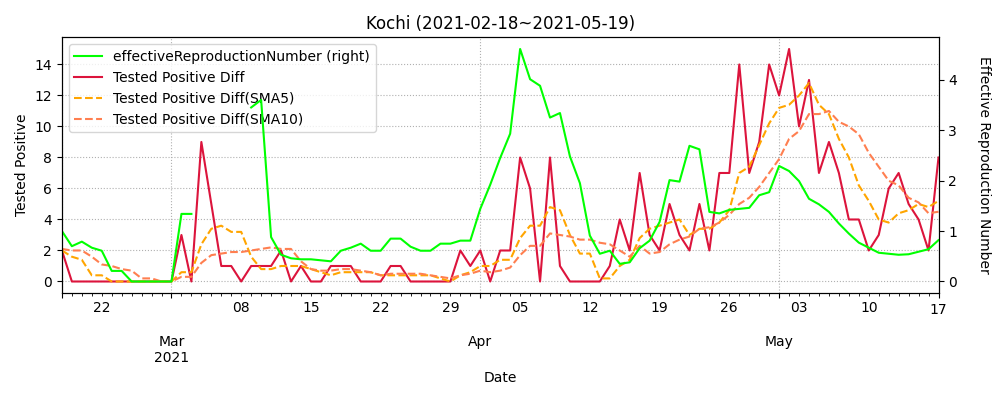 Kochi (2021-02-18~2021-05-19)
effectiveReproductionNumber (right)
Tested Positive Diff
Tested Positive Diff(SMA5)
Tested Positive Diff(SMA10)
Tested Positive
14
12
10
8
6
4
2
0
Effective Reproduction Number
4
3
2
1
0
22 08 15 22 29 05 12 19 26 03 10 17
Mar Apr May
2021
Date